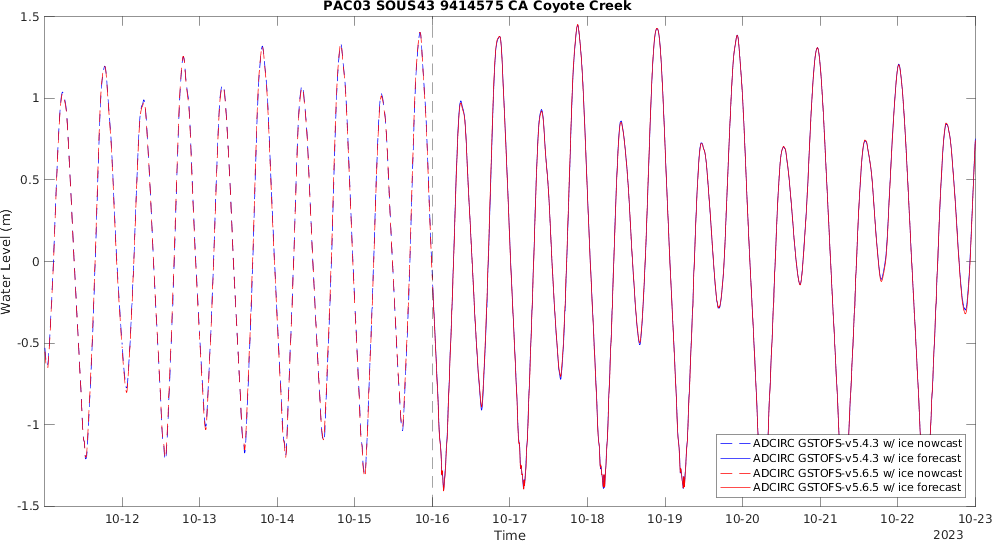 PAC03 SOUS43 9414575 CA Coyote Creek
1.5
1
0.5
0
-0.5
-1
-1.5
Water Level (m)
ADCIRC GSTOFS-v5.4.3 w/ ice nowcast
ADCIRC GSTOFS-v5.4.3 w/ ice forecast
ADCIRC GSTOFS-v5.6.5 w/ ice nowcast
ADCIRC GSTOFS-v5.6.5 w/ ice forecast
10-12 10-13 10-14 10-15 10-16 10-17 10-18 10-19 10-20 10-21 10-22 10-23
Time
2023